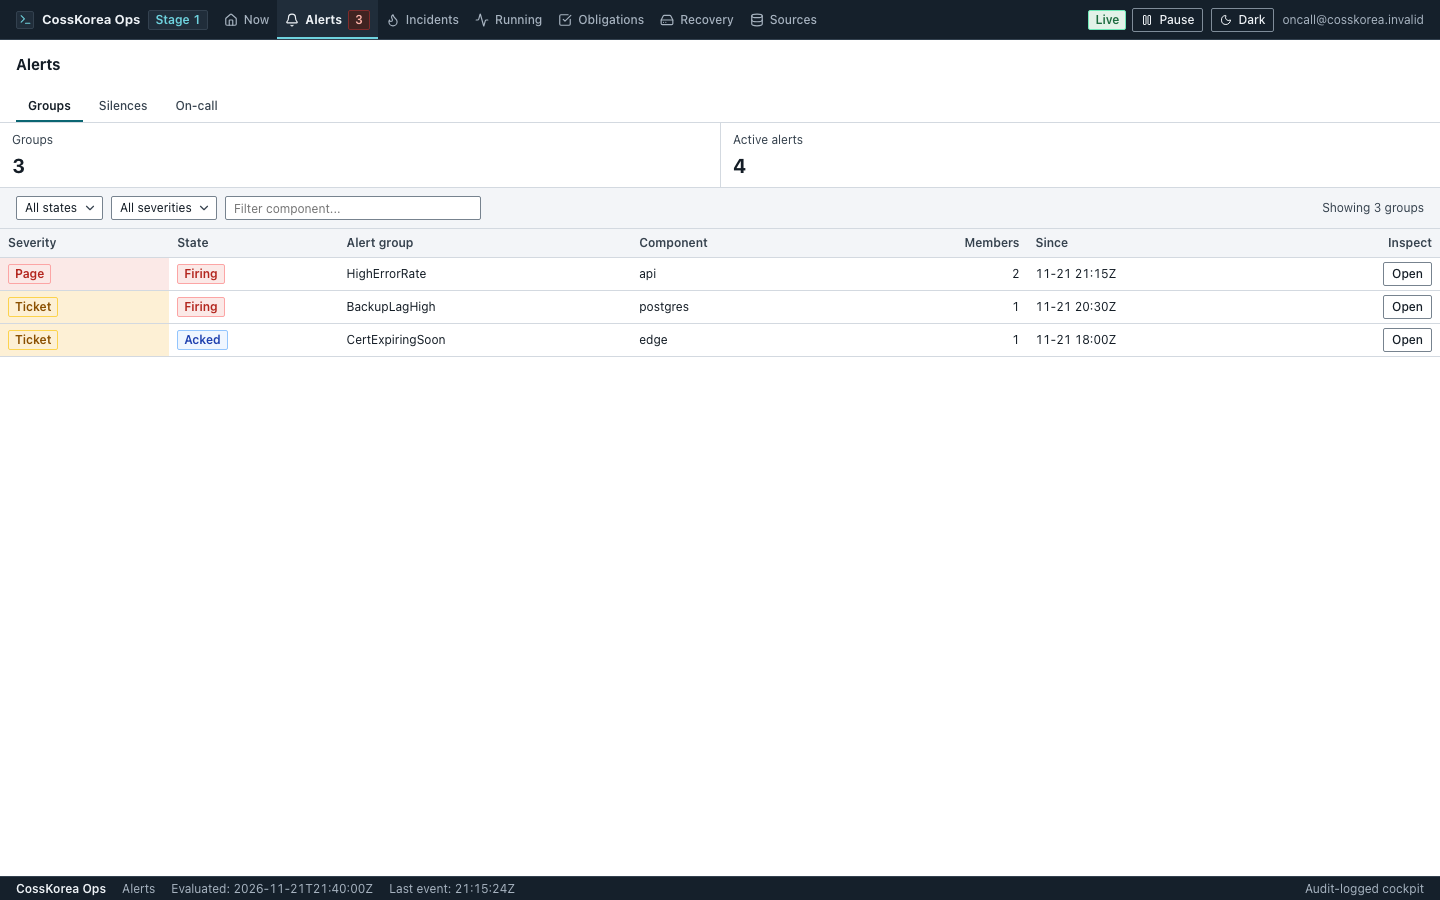 CossKorea Ops Stage 1 Now Alerts 3 Incidents Running Obligations Recovery Sources Live Pause Dark oncall@cosskorea.invalid
Alerts
Groups Silences On-call
Groups Active alerts
3 4
All states All severities Filter component... Showing 3 groups
Severity State Alert group Component Members Since Inspect
Page Firing HighErrorRate api 2 11-21 21:15Z Open
Ticket Firing BackupLagHigh postgres 1 11-21 20:30Z Open
Ticket Acked CertExpiringSoon edge 1 11-21 18:00Z Open
CossKorea Ops Alerts Evaluated: 2026-11-21T21:40:00Z Last event: 21:15:24Z Audit-logged cockpit